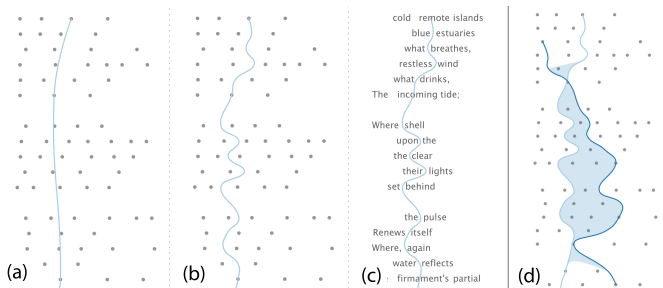 cold remote islands
blue estuaries
what breathes,
restless wind
what drinks,
The incoming tide;
Where shell
upon the
the clear
their lights
set behind
the pulse
Renews itself
Where, again
water reflects
firmament's partial
(a)
(b)
(c)
(d)